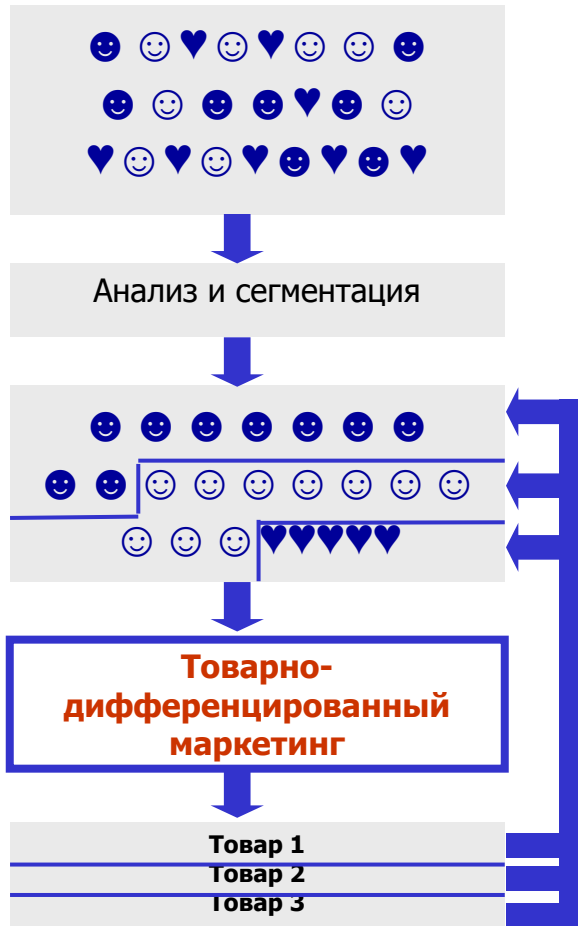 Анализ и сегментация
Товарно-
дифференцированный
маркетинг
Товар 1
Товар 2
Товар 3